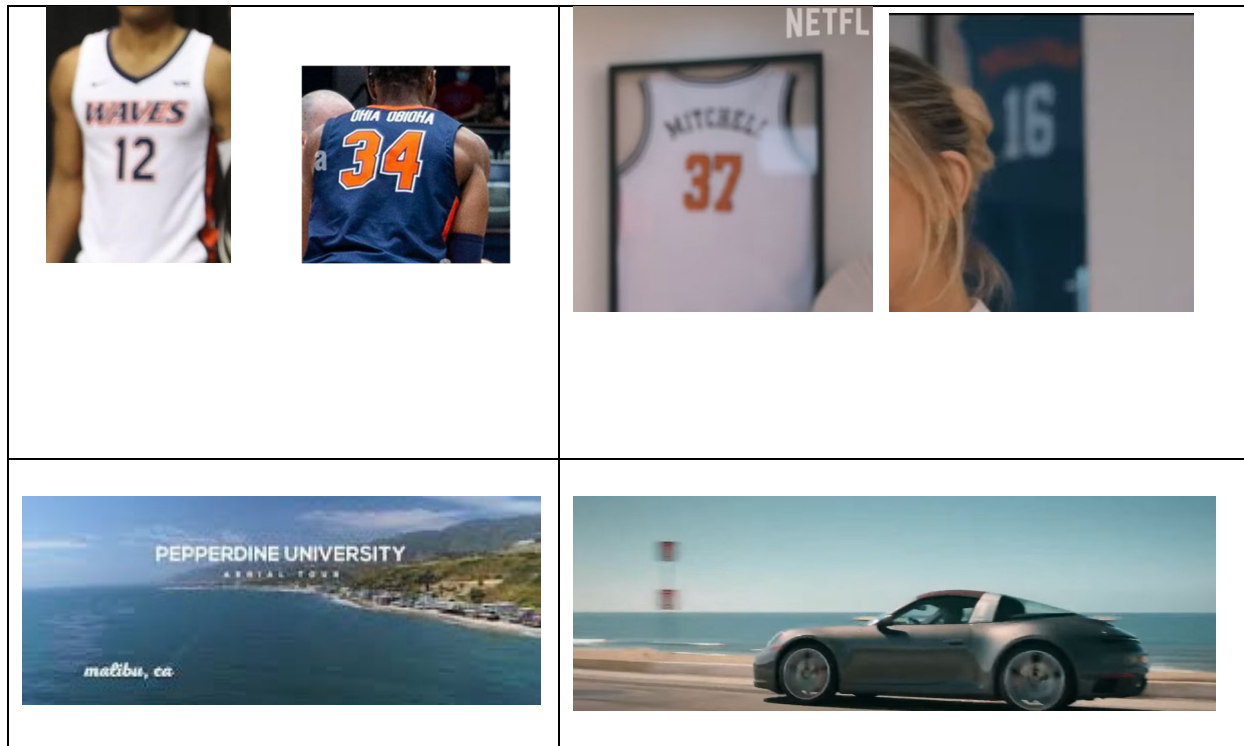 WAVES
12
OHIA OBIOHA
34
a
NETFL
MITCHELL
37
16
PEPPERDINE UNIVERSITY
AERIAL TOUR
malibu, ca